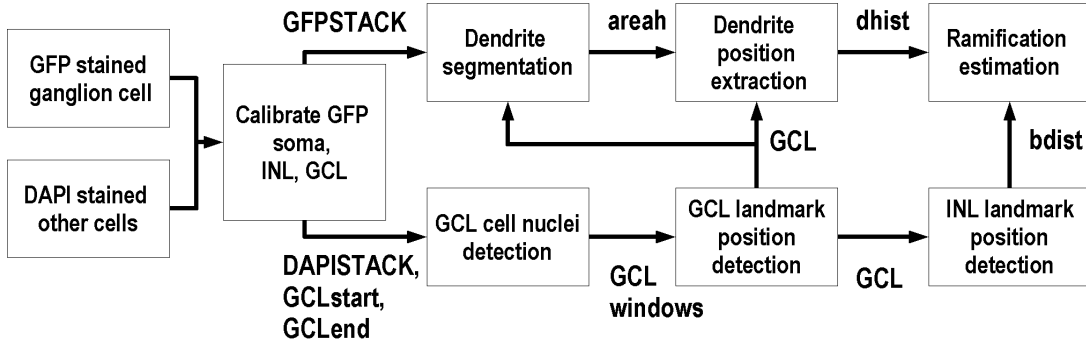 GFP stained
ganglion cell
DAPI stained
other cells
Calibrate GFP
soma,
INL, GCL
GFPSTACK
Dendrite
segmentation
areah
Dendrite
position
extraction
dhist
Ramification
estimation
GCL
bdist
DAPISTACK,
GCLstart,
GCLend
GCL cell nuclei
detection
GCL
windows
GCL landmark
position
detection
GCL
INL landmark
position
detection